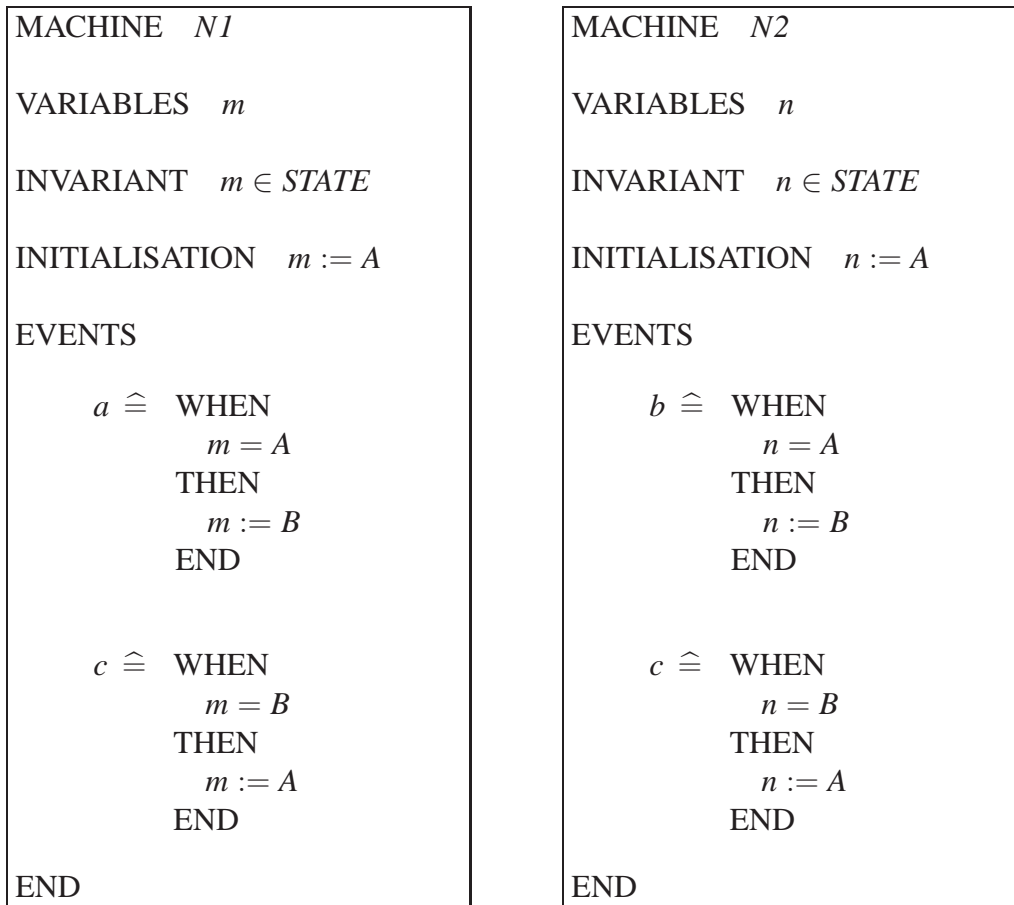 MACHINE N1
VARIABLES m
INVARIANT m ∈ STATE
INITIALISATION m := A
EVENTS
a ≙ WHEN
m = A
THEN
m := B
END
c ≙ WHEN
m = B
THEN
m := A
END
END
MACHINE N2
VARIABLES n
INVARIANT n ∈ STATE
INITIALISATION n := A
EVENTS
b ≙ WHEN
n = A
THEN
n := B
END
c ≙ WHEN
n = B
THEN
n := A
END
END